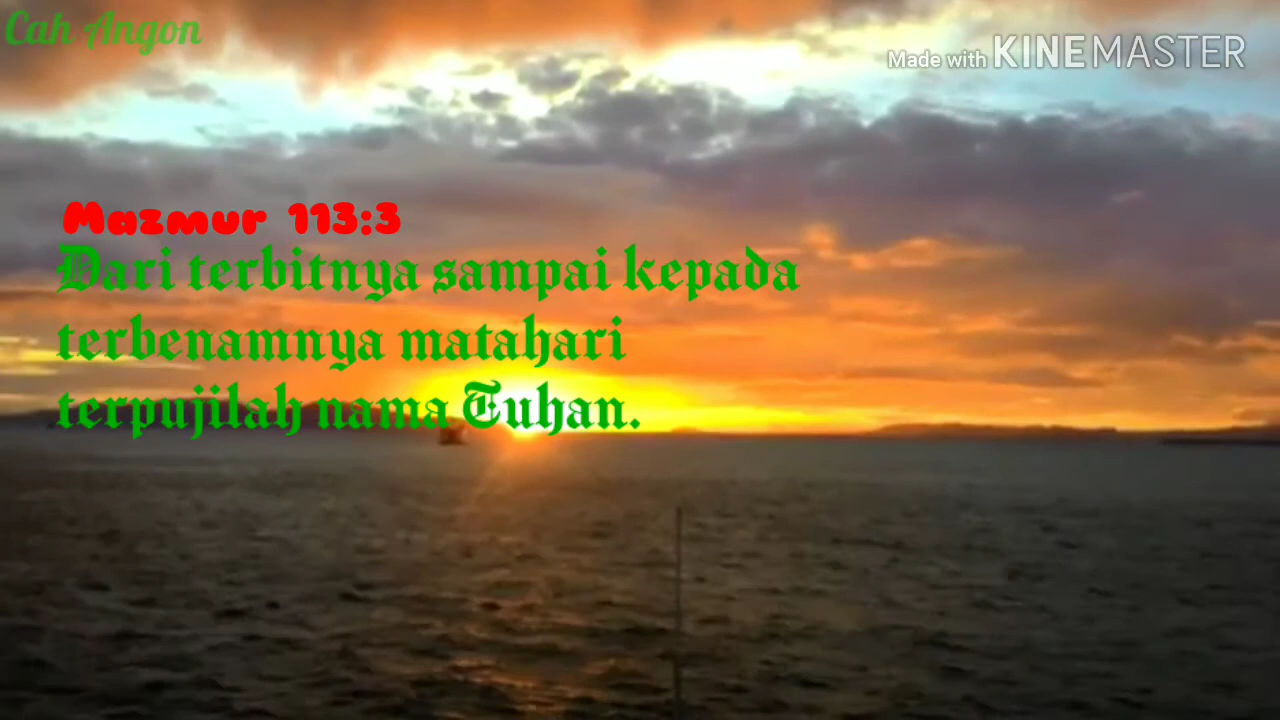 Cah Angon
Made with KINEMASTER
Mazmur 113:3
Dari terbitnya sampai kepada
terbenamnya matahari
terpujilah nama Tuhan.